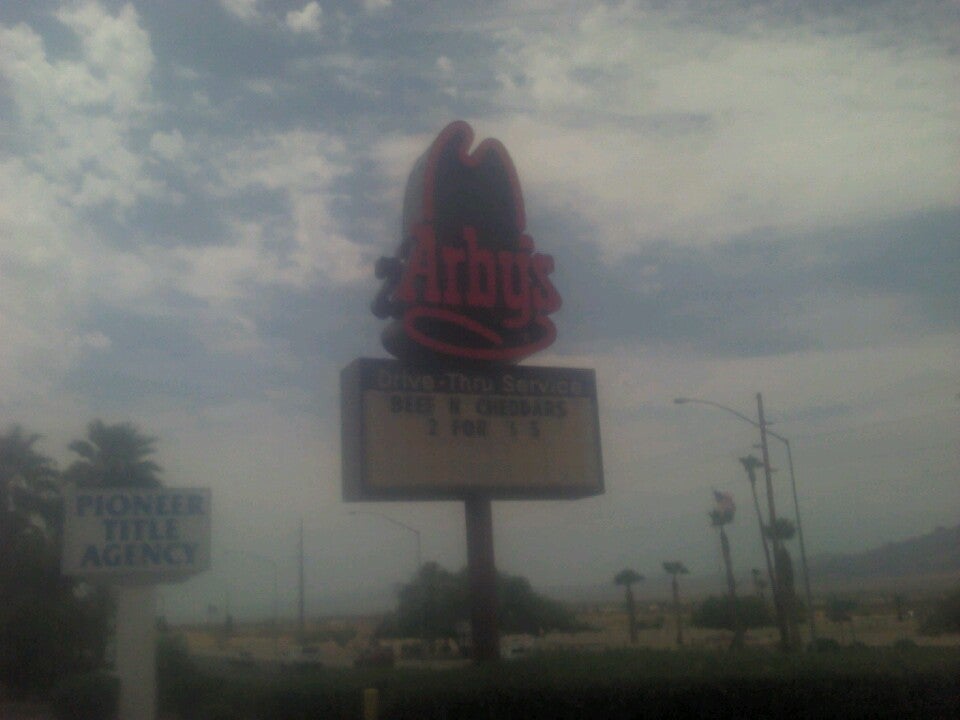 Arby's
Drive-Thru Service
BEEF N CHEDDARS
2 FOR $5
PIONEER
TITLE
AGENCY